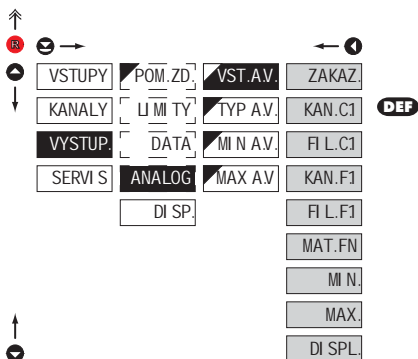 R
VSTUPY POM.ZD. VST.A.V. ZAKAZ.
KANALY LIMITY TYP A.V. KAN.C1 DEF
VYSTUP. DATA MIN A.V. FIL.C1
SERVIS ANALOG MAX A.V KAN.F1
DISP. FIL.F1
MAT.FN
MIN.
MAX.
DISPL.